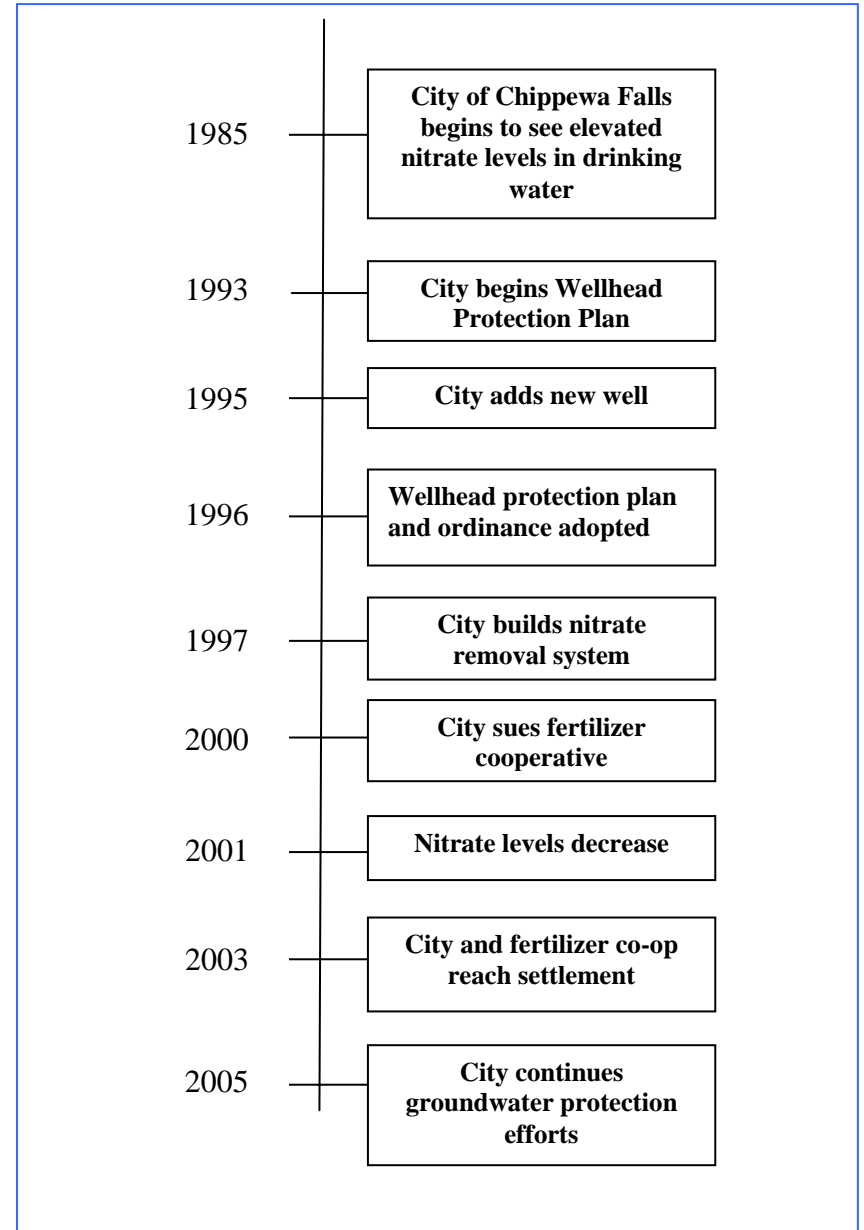 1985
City of Chippewa Falls
begins to see elevated
nitrate levels in drinking
water
1993
City begins Wellhead
Protection Plan
1995
City adds new well
1996
Wellhead protection plan
and ordinance adopted
1997
City builds nitrate
removal system
2000
City sues fertilizer
cooperative
2001
Nitrate levels decrease
2003
City and fertilizer co-op
reach settlement
2005
City continues
groundwater protection
efforts